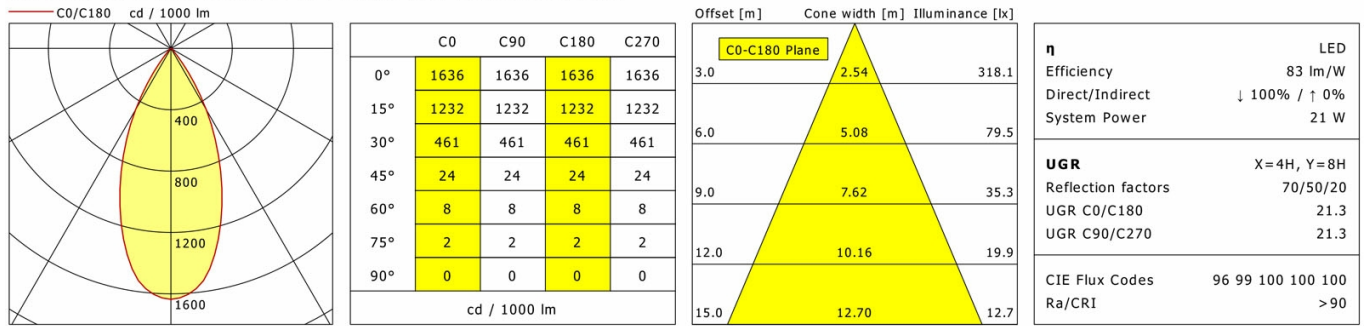 C0/C180 cd / 1000 lm
400
800
1200
1600
C0 C90 C180 C270
0° 1636 1636 1636 1636
15° 1232 1232 1232 1232
30° 461 461 461 461
45° 24 24 24 24
60° 8 8 8 8
75° 2 2 2 2
90° 0 0 0 0
cd / 1000 lm
Offset [m] Cone width [m] Illuminance [lx]
C0-C180 Plane
3.0 2.54 318.1
6.0 5.08 79.5
9.0 7.62 35.3
12.0 10.16 19.9
15.0 12.70 12.7
η LED
Efficiency 83 lm/W
Direct/Indirect ↓ 100% / ↑ 0%
System Power 21 W
UGR X=4H, Y=8H
Reflection factors 70/50/20
UGR C0/C180 21.3
UGR C90/C270 21.3
CIE Flux Codes 96 99 100 100 100
Ra/CRI >90